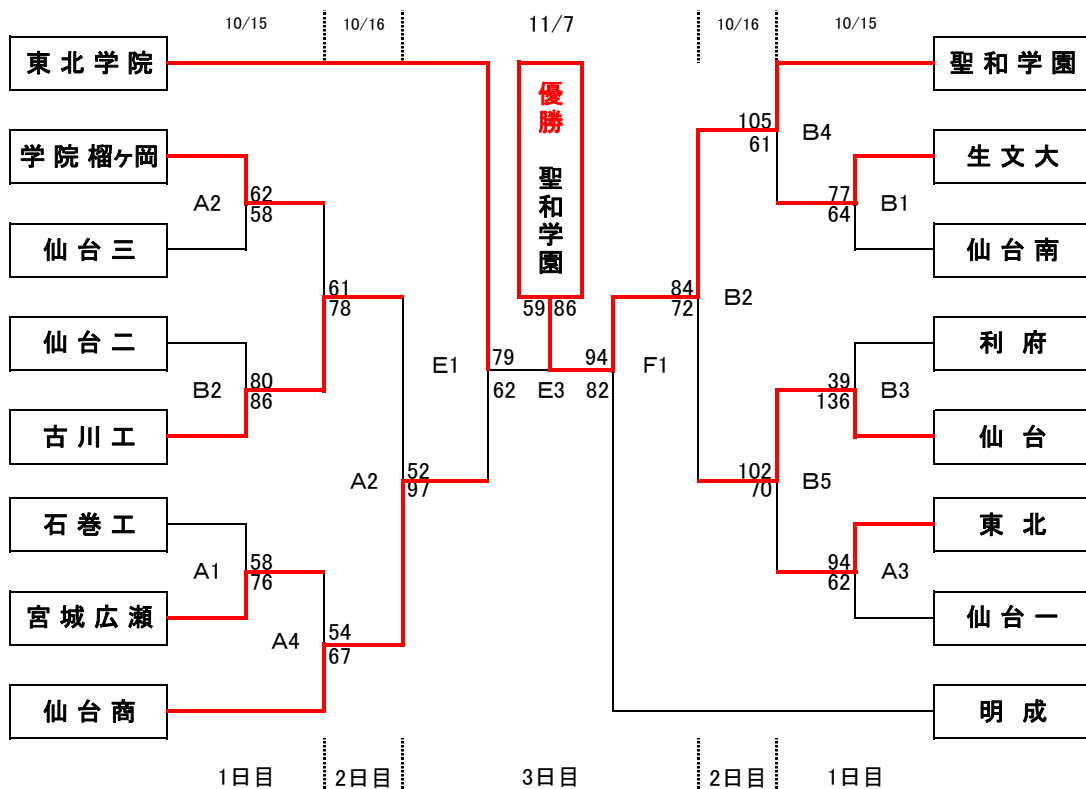 10/15 10/16 11/7 10/16 10/15
東北学院
聖和学園
優勝 聖和学園
学院榴ヶ岡
105
61
B4
生文大
A2
62
58
77
64
B1
仙台三
仙台南
61
78
59 86
84
72
B2
仙台二
利府
E1
79
62
E3
94
82
F1
B2
80
86
39
136
B3
古川工
仙台
A2
52
97
102
70
B5
石巻工
東北
A1
58
76
94
62
A3
宮城広瀬
仙台一
A4
54
67
仙台商
明成
1日目 2日目 3日目 2日目 1日目